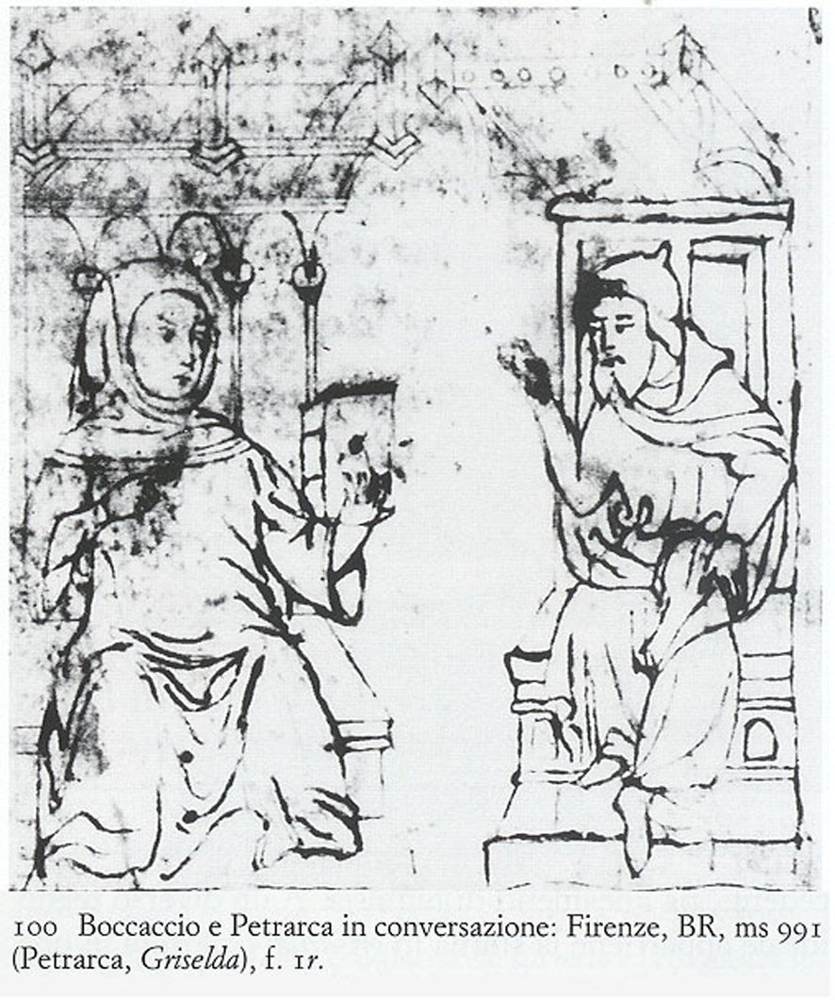 100 Boccaccio e Petrarca in conversazione: Firenze, BR, ms 991
(Petrarca, Griselda), f. 1r.